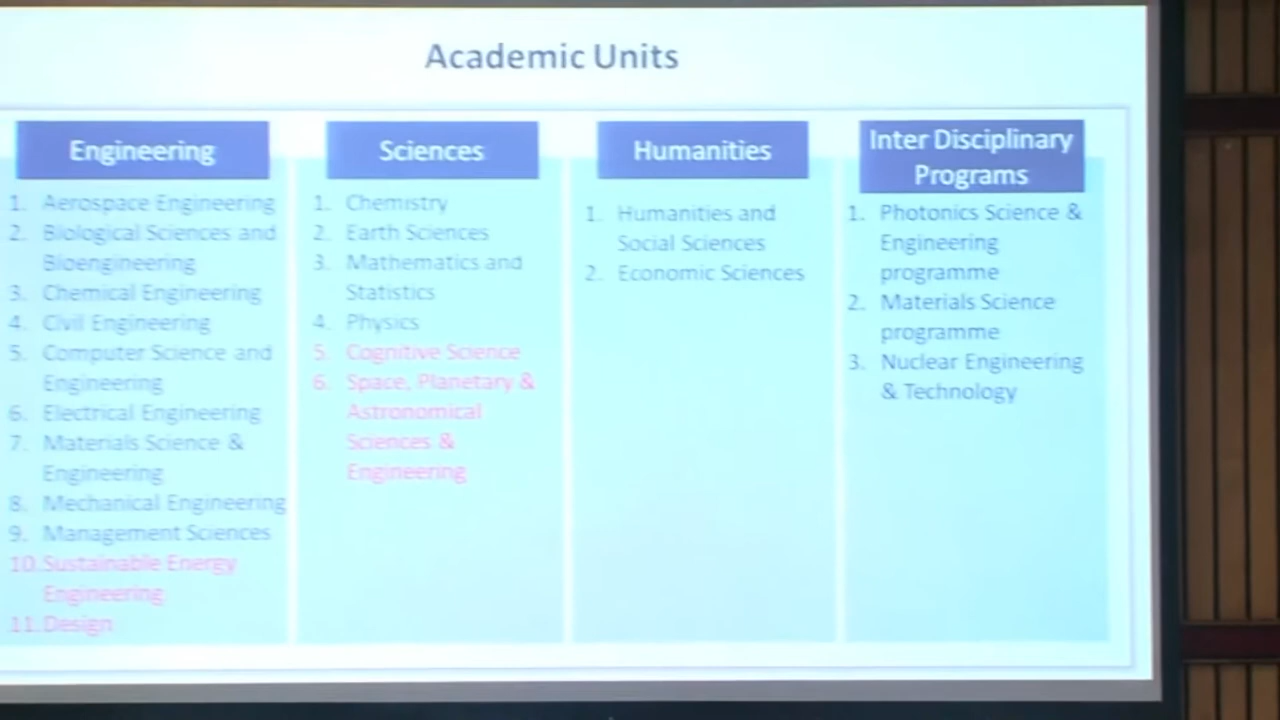 Academic Units
Engineering
1. Aerospace Engineering
2. Biological Sciences and
Bioengineering
3. Chemical Engineering
4. Civil Engineering
5. Computer Science and
Engineering
6. Electrical Engineering
7. Materials Science &
Engineering
8. Mechanical Engineering
9. Management Sciences
10. Sustainable Energy
Engineering
11. Design
Sciences
1. Chemistry
2. Earth Sciences
3. Mathematics and
Statistics
4. Physics
5. Cognitive Science
6. Space, Planetary &
Astronomical
Sciences &
Engineering
Humanities
1. Humanities and
Social Sciences
2. Economic Sciences
Inter Disciplinary
Programs
1. Photonics Science &
Engineering
programme
2. Materials Science
programme
3. Nuclear Engineering
& Technology